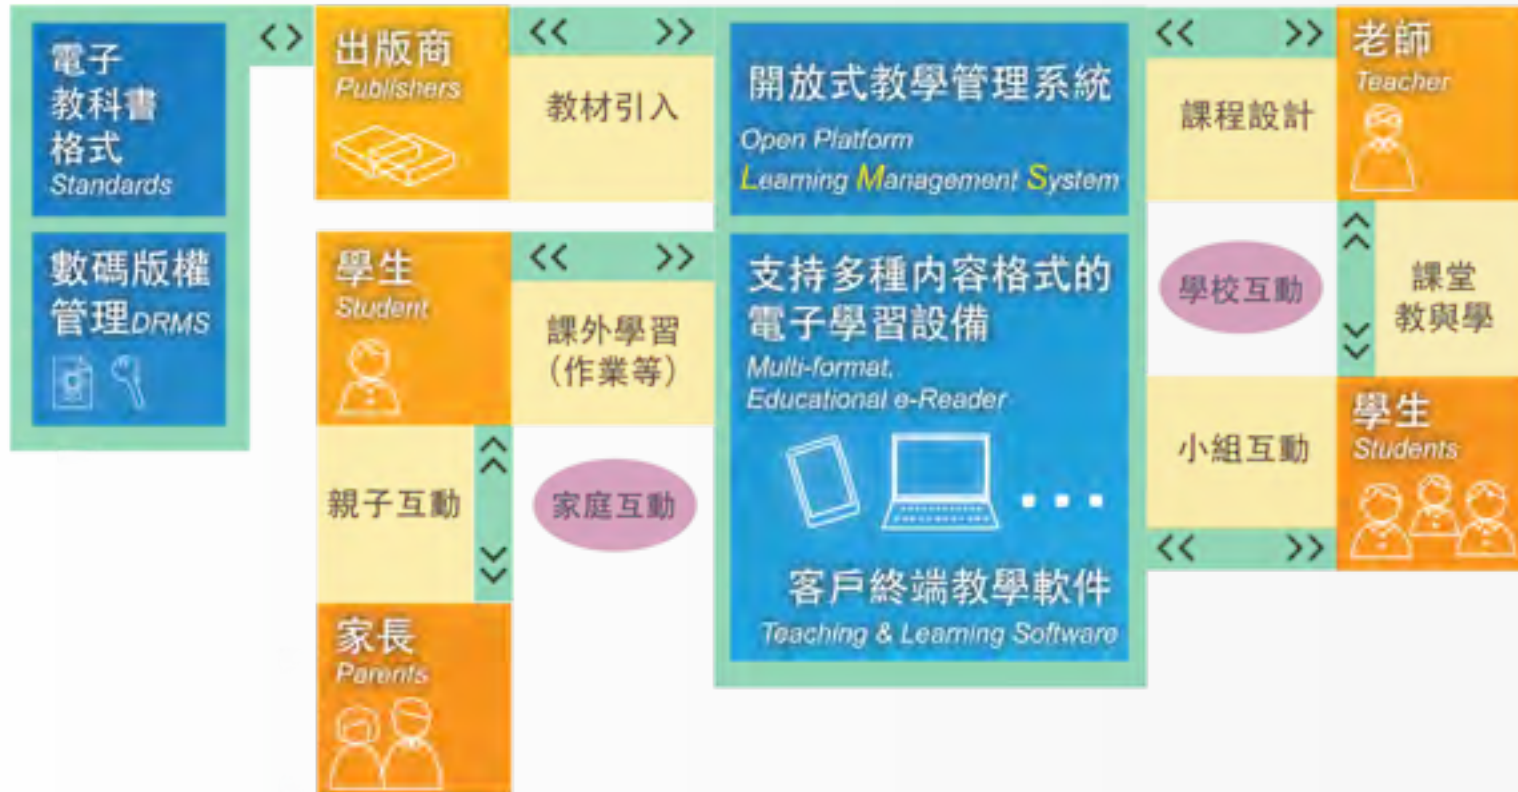 電子
教科書
格式
Standards
數碼版權
管理DRMS
出版商
Publishers
教材引入
開放式教學管理系統
Open Platform
Learning Management System
課程設計
老師
Teacher
學生
Student
課外學習
(作業等)
支持多種內容格式的
電子學習設備
Multi-format,
Educational e-Reader
客戶終端教學軟件
Teaching & Learning Software
學校互動
課堂
教與學
小組互動
學生
Students
親子互動
家庭互動
家長
Parents